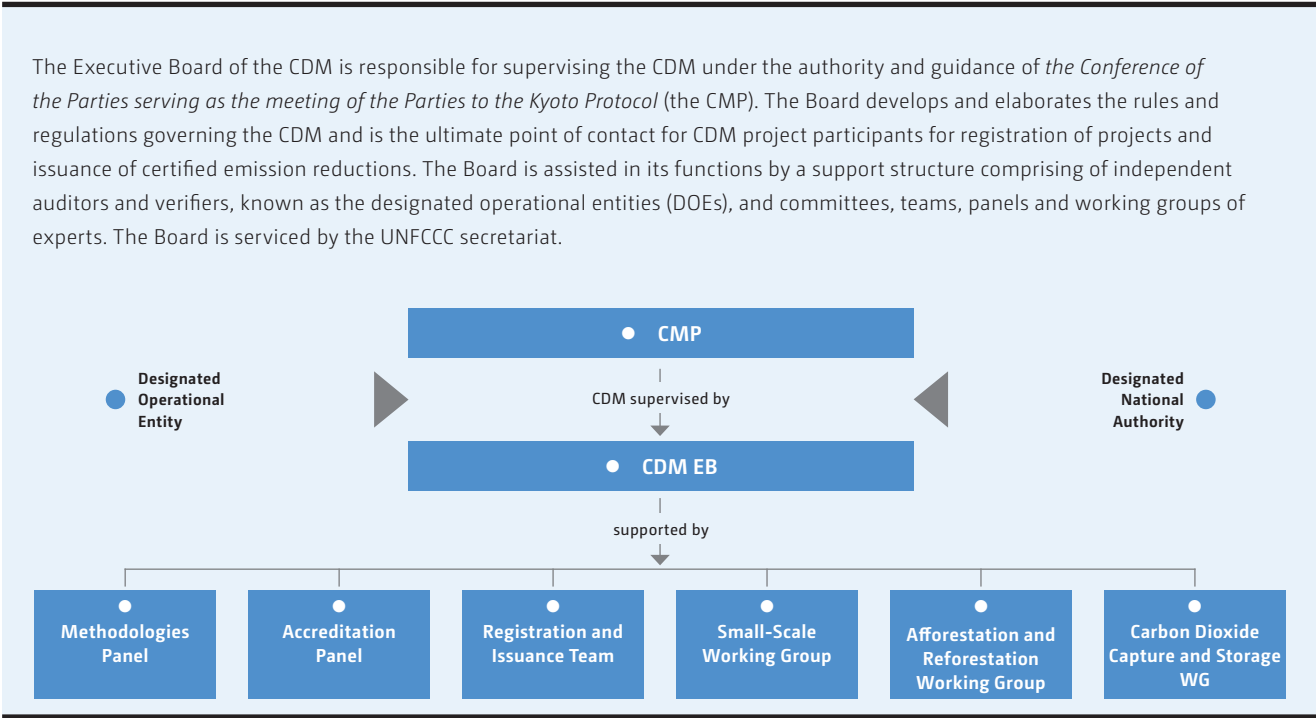 The Executive Board of the CDM is responsible for supervising the CDM under the authority and guidance of the Conference of
the Parties serving as the meeting of the Parties to the Kyoto Protocol (the CMP). The Board develops and elaborates the rules and
regulations governing the CDM and is the ultimate point of contact for CDM project participants for registration of projects and
issuance of certified emission reductions. The Board is assisted in its functions by a support structure comprising of independent
auditors and verifiers, known as the designated operational entities (DOEs), and committees, teams, panels and working groups of
experts. The Board is serviced by the UNFCCC secretariat.
CMP
Designated
Operational
Entity
CDM supervised by
Designated
National
Authority
CDM EB
supported by
Methodologies
Panel
Accreditation
Panel
Registration and
Issuance Team
Small-Scale
Working Group
Afforestation and
Reforestation
Working Group
Carbon Dioxide
Capture and Storage
WG